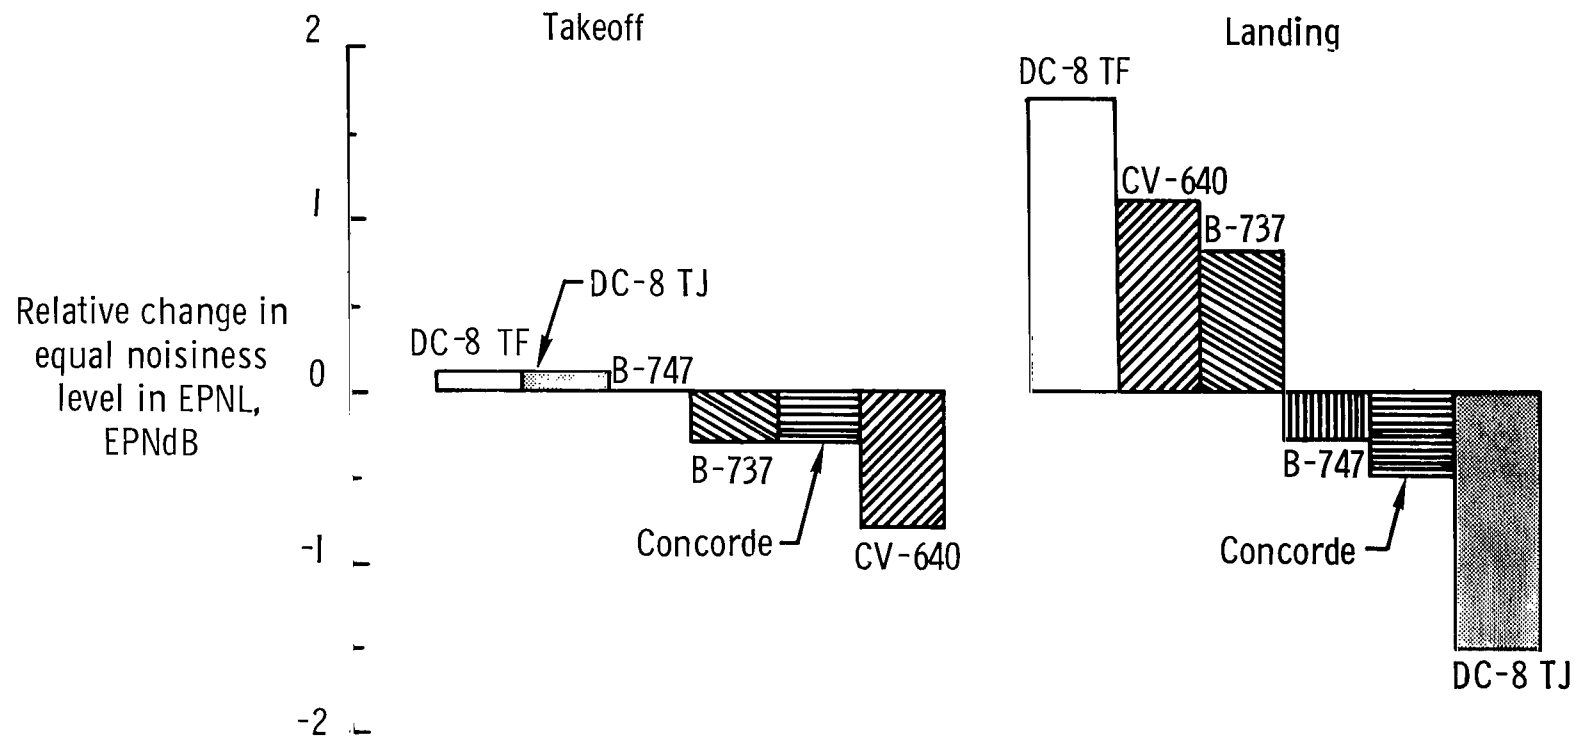 2
Takeoff
Landing
DC-8 TF
1
CV-640
B-737
DC-8 TJ
Relative change in
equal noisiness
level in EPNL,
EPNdB
DC-8 TF
B-747
0
B-737
B-747
Concorde
CV-640
Concorde
-1
DC-8 TJ
-2